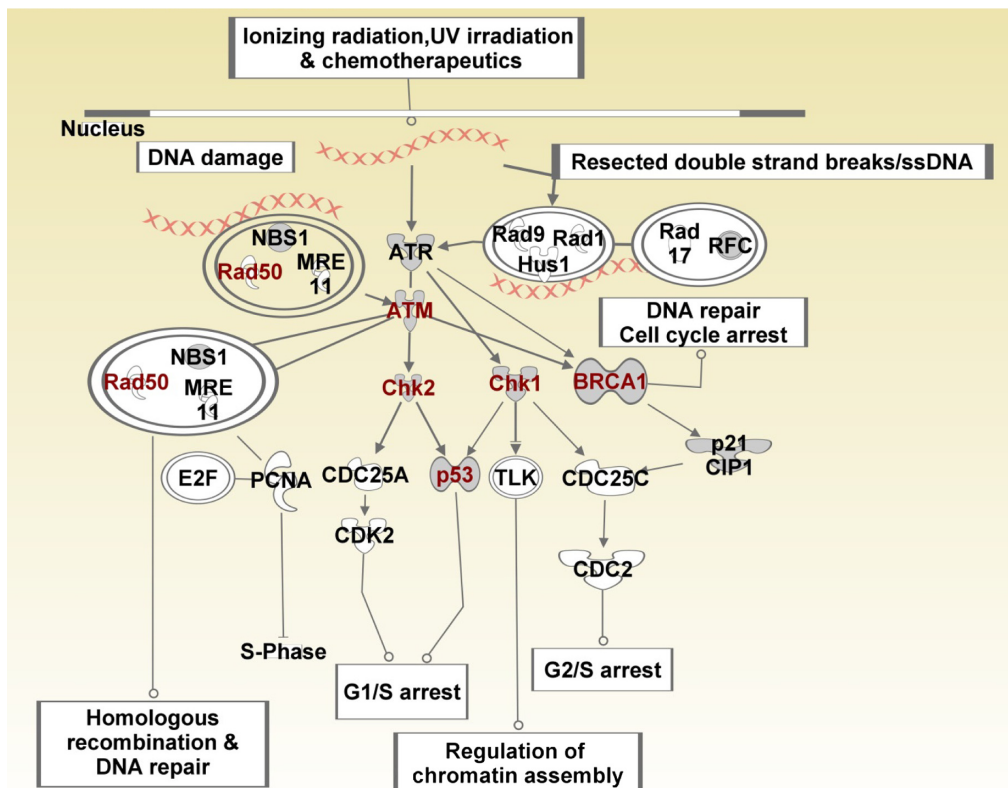 Ionizing radiation,UV irradiation
& chemotherapeutics
Nucleus
DNA damage
Resected double strand breaks/ssDNA
NBS1
Rad50
MRE
11
ATR
Rad9
Rad1
Hus1
Rad
17
RFC
ATM
DNA repair
Cell cycle arrest
NBS1
Rad50
MRE
11
Chk2
Chk1
BRCA1
p21
CIP1
E2F
PCNA
CDC25A
p53
TLK
CDC25C
CDK2
CDC2
S-Phase
G1/S arrest
G2/S arrest
Homologous
recombination &
DNA repair
Regulation of
chromatin assembly